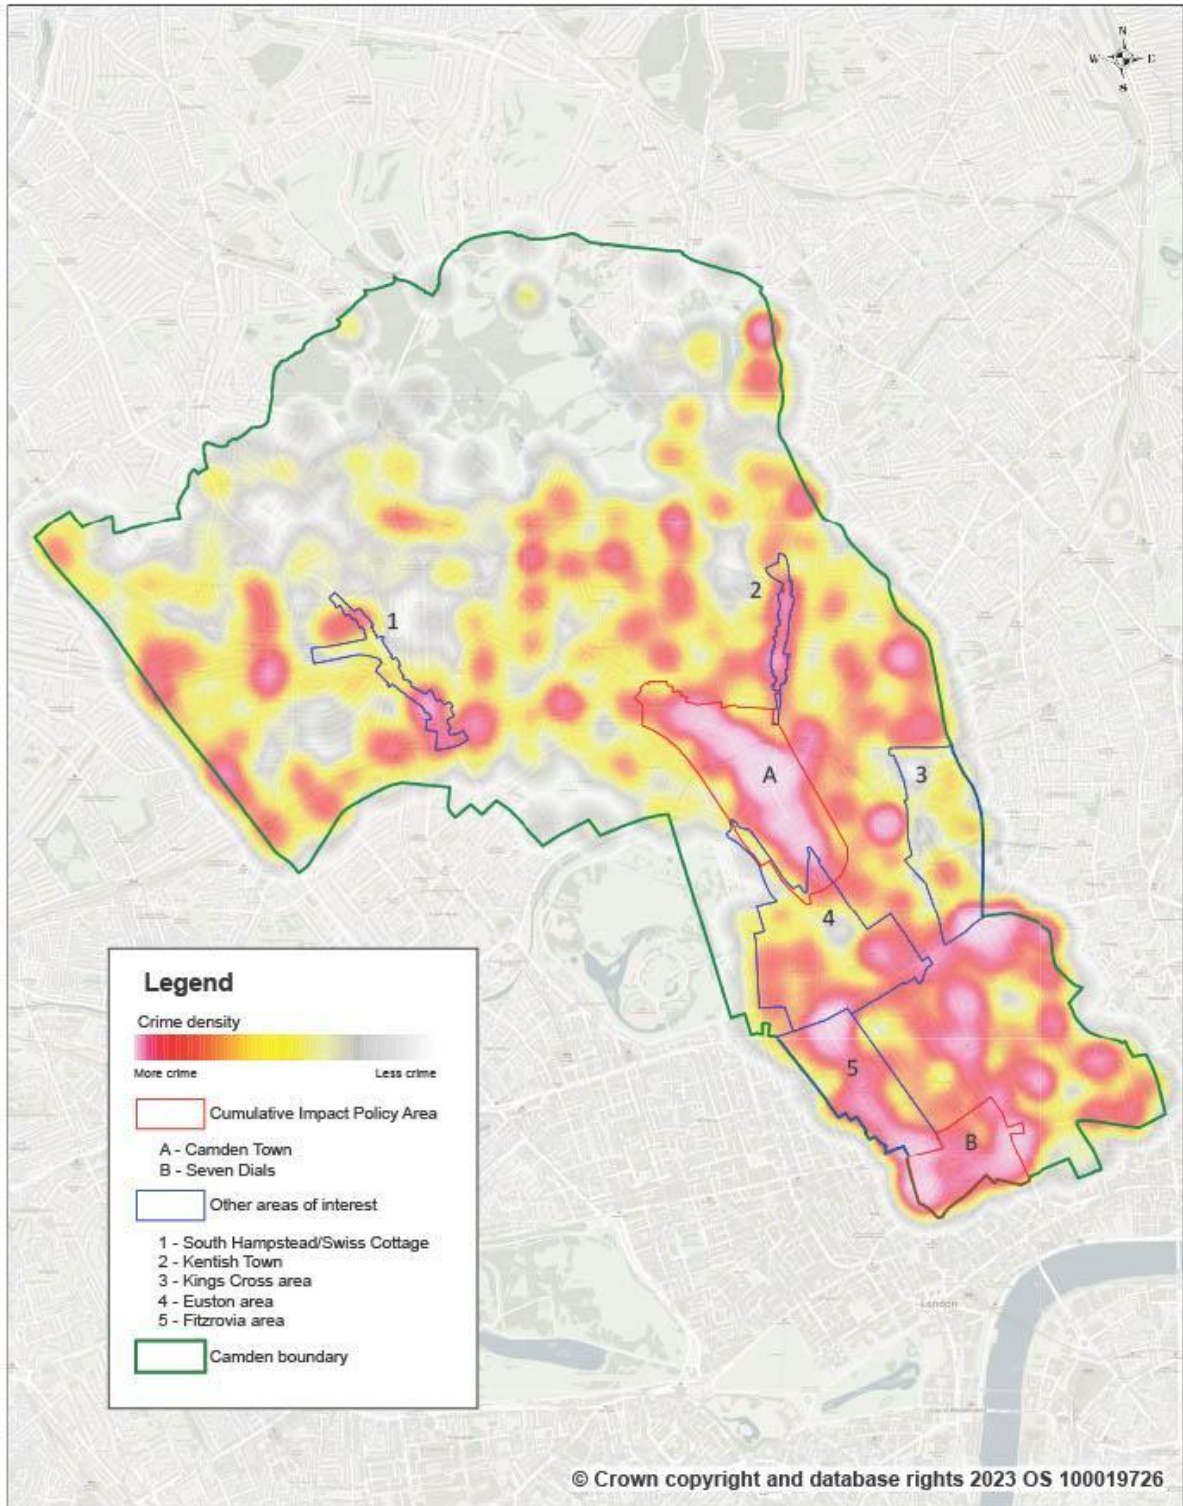 N
W E
S
1
2
3
A
4
5
B
Legend
Crime density
More crime Less crime
Cumulative Impact Policy Area
A - Camden Town
B - Seven Dials
Other areas of interest
1 - South Hampstead/Swiss Cottage
2 - Kentish Town
3 - Kings Cross area
4 - Euston area
5 - Fitzrovia area
Camden boundary
London
© Crown copyright and database rights 2023 OS 100019726